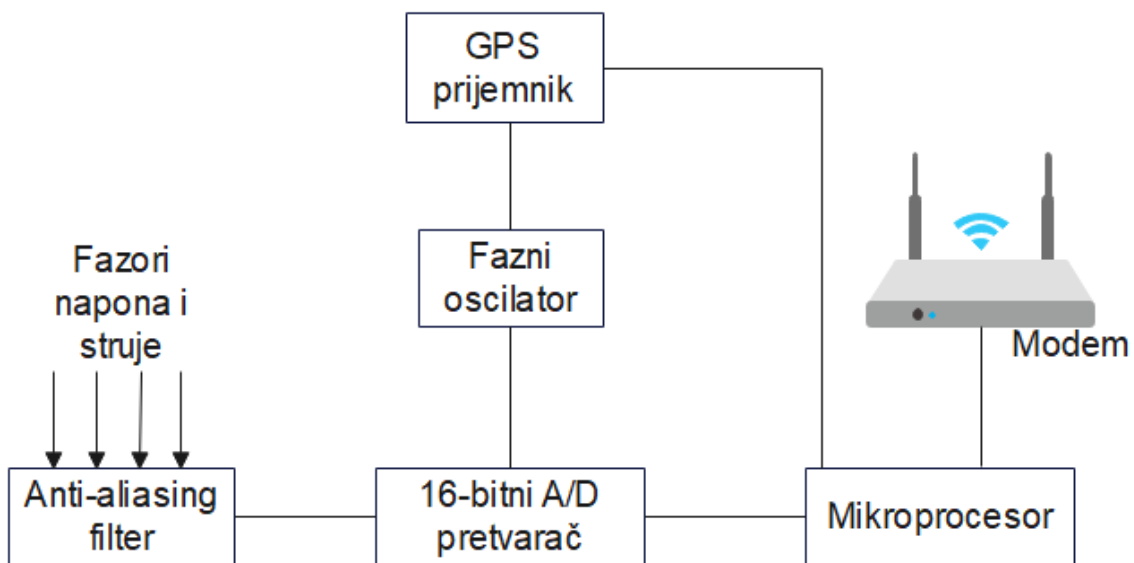 GPS
prijemnik
Fazni
oscilator
Fazori
napona i
struje
Modem
Anti-aliasing
filter
16-bitni A/D
pretvarač
Mikroprocesor